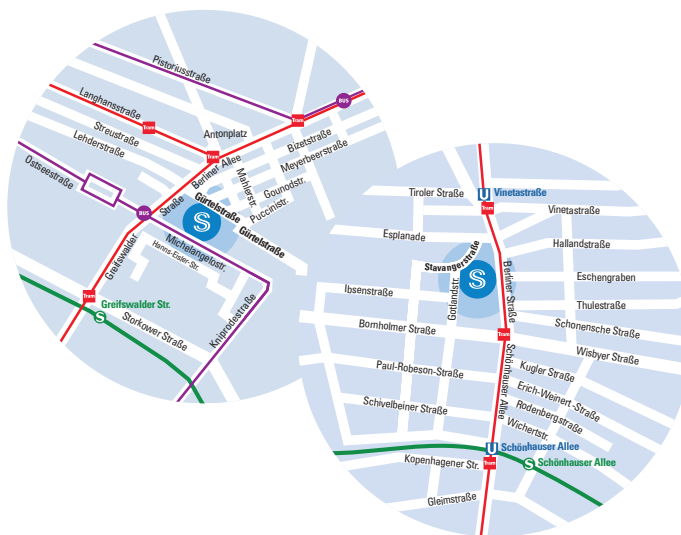 Pistoriusstraße
BUS
Langhansstraße
Tram
Tram
Streustraße
Antonplatz
Bizetstraße
Lehderstraße
Tram
Meyerbeerstraße
Berliner Allee
Mahlerstr.
Gounodstr.
Ostseestraße
Gürtelstraße
Puccinistr.
BUS
Straße
S
Gürtelstraße
Michelangelostr.
Hanns-Eisler-Str.
Greifswalder
Tram
Greifswalder Str.
S
Storkower Straße
Kniprodestraße
Tiroler Straße
U
Vinetastraße
Tram
Vinetastraße
Esplanade
Hallandstraße
Stavangerstraße
S
Berliner Straße
Eschengraben
Ibsenstraße
Gotlandstr.
Thulestraße
Bornholmer Straße
Tram
Schonensche Straße
Wisbyer Straße
Schönhauser Allee
Paul-Robeson-Straße
Kugler Straße
Erich-Weinert-Straße
Schivelbeiner Straße
Rodenbergstraße
Wichertstr.
U
Schönhauser Allee
Kopenhagener Str.
Tram
S
Schönhauser Allee
Gleimstraße